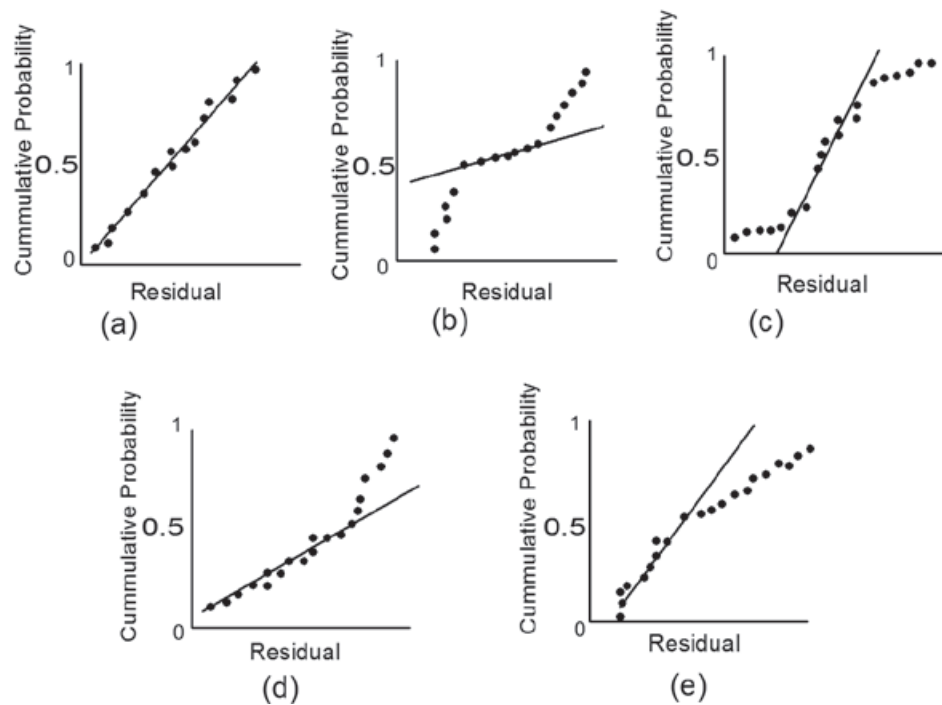 Cummulative Probability
1
0.5
0
Residual
(a)
Cummulative Probability
1
0.5
0
Residual
(b)
Cummulative Probability
1
0.5
0
Residual
(c)
Cummulative Probability
1
0.5
0
Residual
(d)
Cummulative Probability
1
0.5
0
Residual
(e)